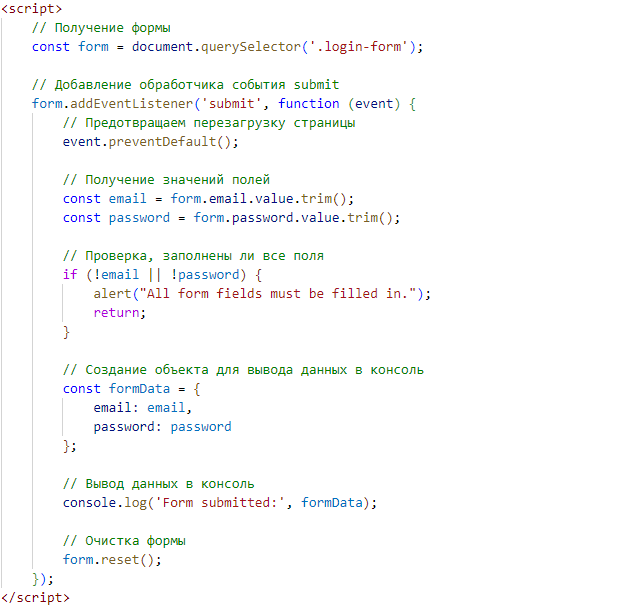 <script>
// Получение формы
const form = document.querySelector('.login-form');
// Добавление обработчика события submit
form.addEventListener('submit', function (event) {
// Предотвращаем перезагрузку страницы
event.preventDefault();
// Получение значений полей
const email = form.email.value.trim();
const password = form.password.value.trim();
// Проверка, заполнены ли все поля
if (!email || !password) {
alert("All form fields must be filled in.");
return;
}
// Создание объекта для вывода данных в консоль
const formData = {
email: email,
password: password
};
// Вывод данных в консоль
console.log('Form submitted:', formData);
// Очистка формы
form.reset();
});
</script>